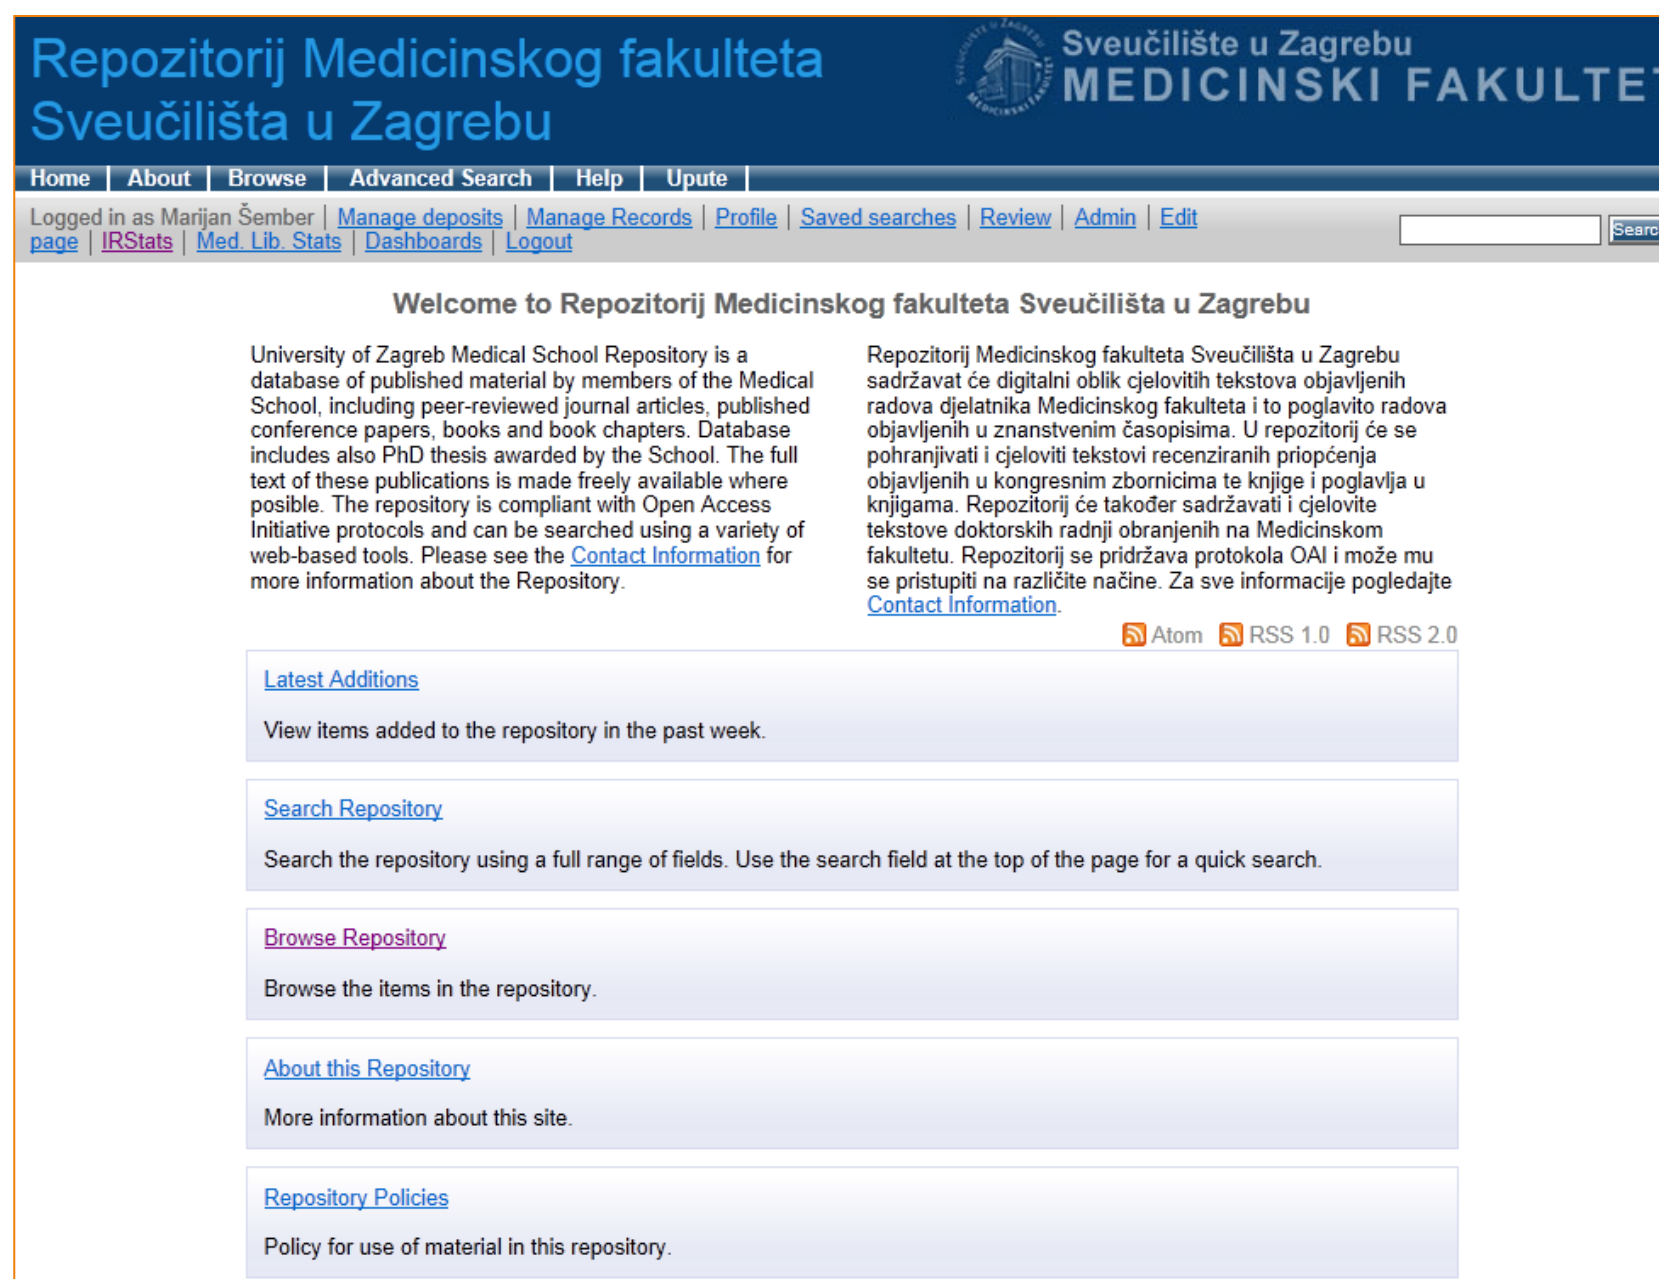 Repozitorij Medicinskog fakulteta
Sveučilišta u Zagrebu
Sveučilište u Zagrebu
MEDICINSKI FAKULTET
Home | About | Browse | Advanced Search | Help | Upute |
Logged in as Marijan Šember | Manage deposits | Manage Records | Profile | Saved searches | Review | Admin | Edit
page | IRStats | Med. Lib. Stats | Dashboards | Logout
Searc
Welcome to Repozitorij Medicinskog fakulteta Sveučilišta u Zagrebu
University of Zagreb Medical School Repository is a
database of published material by members of the Medical
School, including peer-reviewed journal articles, published
conference papers, books and book chapters. Database
includes also PhD thesis awarded by the School. The full
text of these publications is made freely available where
posible. The repository is compliant with Open Access
Initiative protocols and can be searched using a variety of
web-based tools. Please see the Contact Information for
more information about the Repository.
Repozitorij Medicinskog fakulteta Sveučilišta u Zagrebu
sadržavat će digitalni oblik cjelovitih tekstova objavljenih
radova djelatnika Medicinskog fakulteta i to poglavito radova
objavljenih u znanstvenim časopisima. U repozitorij će se
pohranjivati i cjeloviti tekstovi recenziranih priopćenja
objavljenih u kongresnim zbornicima te knjige i poglavlja u
knjigama. Repozitorij će također sadržavati i cjelovite
tekstove doktorskih radnji obranjenih na Medicinskom
fakultetu. Repozitorij se pridržava protokola OAI i može mu
se pristupiti na različite načine. Za sve informacije pogledajte
Contact Information.
Atom RSS 1.0 RSS 2.0
Latest Additions
View items added to the repository in the past week.
Search Repository
Search the repository using a full range of fields. Use the search field at the top of the page for a quick search.
Browse Repository
Browse the items in the repository.
About this Repository
More information about this site.
Repository Policies
Policy for use of material in this repository.